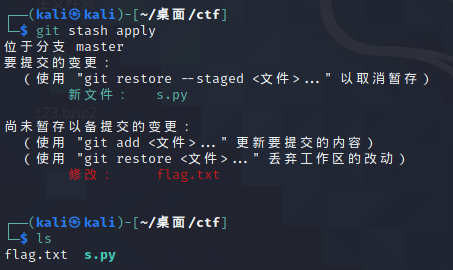 ┌──(kali㉿kali)-[~/桌面/ctf]
└─$ git stash apply
位于分支 master
要提交的变更：
（使用 "git restore --staged <文件>..." 以取消暂存）
新文件： s.py
尚未暂存以备提交的变更：
（使用 "git add <文件>..." 更新要提交的内容）
（使用 "git restore <文件>..." 丢弃工作区的改动）
修改： flag.txt
┌──(kali㉿kali)-[~/桌面/ctf]
└─$ ls
flag.txt s.py